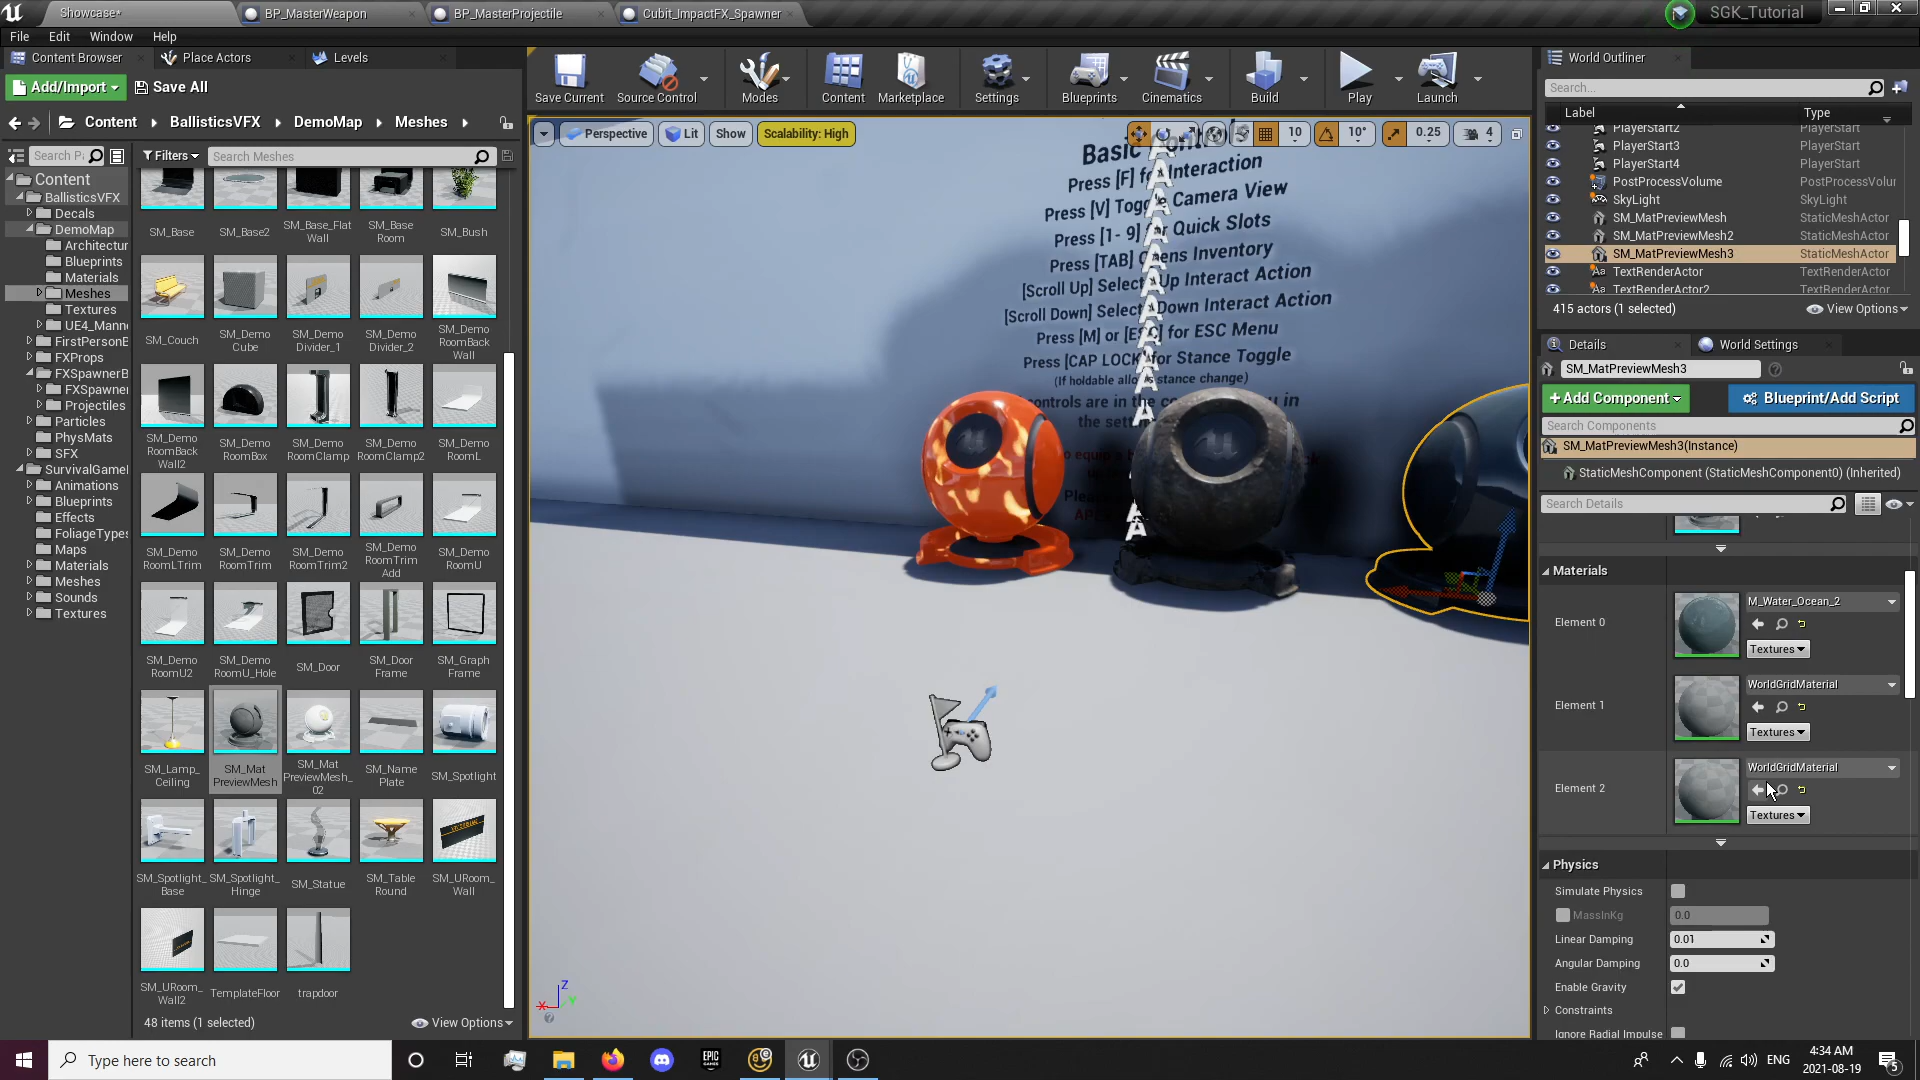 Showcase*
BP_MasterWeapon
BP_MasterProjectile
Cubit_ImpactFX_Spawner
SGK_Tutorial
File
Edit
Window
Help
Content Browser
Place Actors
Levels
Add/Import
Save All
Content
BallisticsVFX
DemoMap
Meshes
Filters
Search Meshes
Content
BallisticsVFX
Decals
DemoMap
Architectur
Blueprints
Materials
Meshes
Textures
UE4_Mann
FirstPersonE
FXProps
FXSpawnerB
FXSpawner
Projectiles
Particles
PhysMats
SFX
SurvivalGamel
Animations
Blueprints
Effects
FoliageTypes
Maps
Materials
Meshes
Sounds
Textures
SM_Base
SM_Base2
SM_Base_Flat
Wall
SM_Base
Room
SM_Bush
SM_Couch
SM_Demo
Cube
SM_Demo
Divider_1
SM_Demo
Divider_2
SM_Demo
RoomBack
Wall
SM_Demo
RoomBack
Wall2
SM_Demo
RoomBox
SM_Demo
RoomClamp
SM_Demo
RoomClamp2
SM_Demo
RoomL
SM_Demo
RoomLTrim
SM_Demo
RoomTrim
SM_Demo
RoomTrim2
SM_Demo
RoomTrim
Add
SM_Demo
RoomU
SM_Demo
RoomU2
SM_Demo
RoomU_Hole
SM_Door
SM_Door
Frame
SM_Graph
Frame
SM_Lamp_
Ceiling
SM_Mat
PreviewMesh
SM_Mat
PreviewMesh_
02
SM_Name
Plate
SM_Spotlight
SM_Spotlight_
Base
SM_Spotlight_
Hinge
SM_Statue
SM_Table
Round
SM_URoom_
Wall
SM_URoom_
Wall2
TemplateFloor
trapdoor
48 items (1 selected)
View Options
Save Current
Source Control
Modes
Content
Marketplace
Settings
Blueprints
Cinematics
Build
Play
Launch
Perspective
Lit
Show
Scalability: High
10
10°
0.25
4
Basic
Press [F] for Interaction
Press [V] Toggle Camera View
Press [1- 9] for Quick Slots
Press [TAB] Opens Inventory
[Scroll Up] Select Up Interact Action
[Scroll Down] Select Down Interact Action
Press [M] or [ESC] for ESC Menu
Press [CAP LOCK] for Stance Toggle
(If holdable allows stance change)
World Outliner
Search...
Label
Type
PlayerStart2
PlayerStart
PlayerStart3
PlayerStart
PlayerStart4
PlayerStart
PostProcessVolume
PostProcessVolur
SkyLight
SkyLight
SM_MatPreviewMesh
StaticMeshActor
SM_MatPreviewMesh2
StaticMeshActor
SM_MatPreviewMesh3
StaticMeshActor
TextRenderActor
TextRenderActor
TextRenderActor2
TextRenderActor
415 actors (1 selected)
View Options
Details
World Settings
SM_MatPreviewMesh3
Add Component
Blueprint/Add Script
Search Components
SM_MatPreviewMesh3(Instance)
StaticMeshComponent (StaticMeshComponent0) (Inherited)
Search Details
Materials
Element 0
M_Water_Ocean_2
Textures
Element 1
WorldGridMaterial
Textures
Element 2
WorldGridMaterial
Textures
Physics
Simulate Physics
MassInKg
0.0
Linear Damping
0.01
Angular Damping
0.0
Enable Gravity
Constraints
Ignore Radial Impulse
Type here to search
EPIC
ENG
4:34 AM
2021-08-19
5